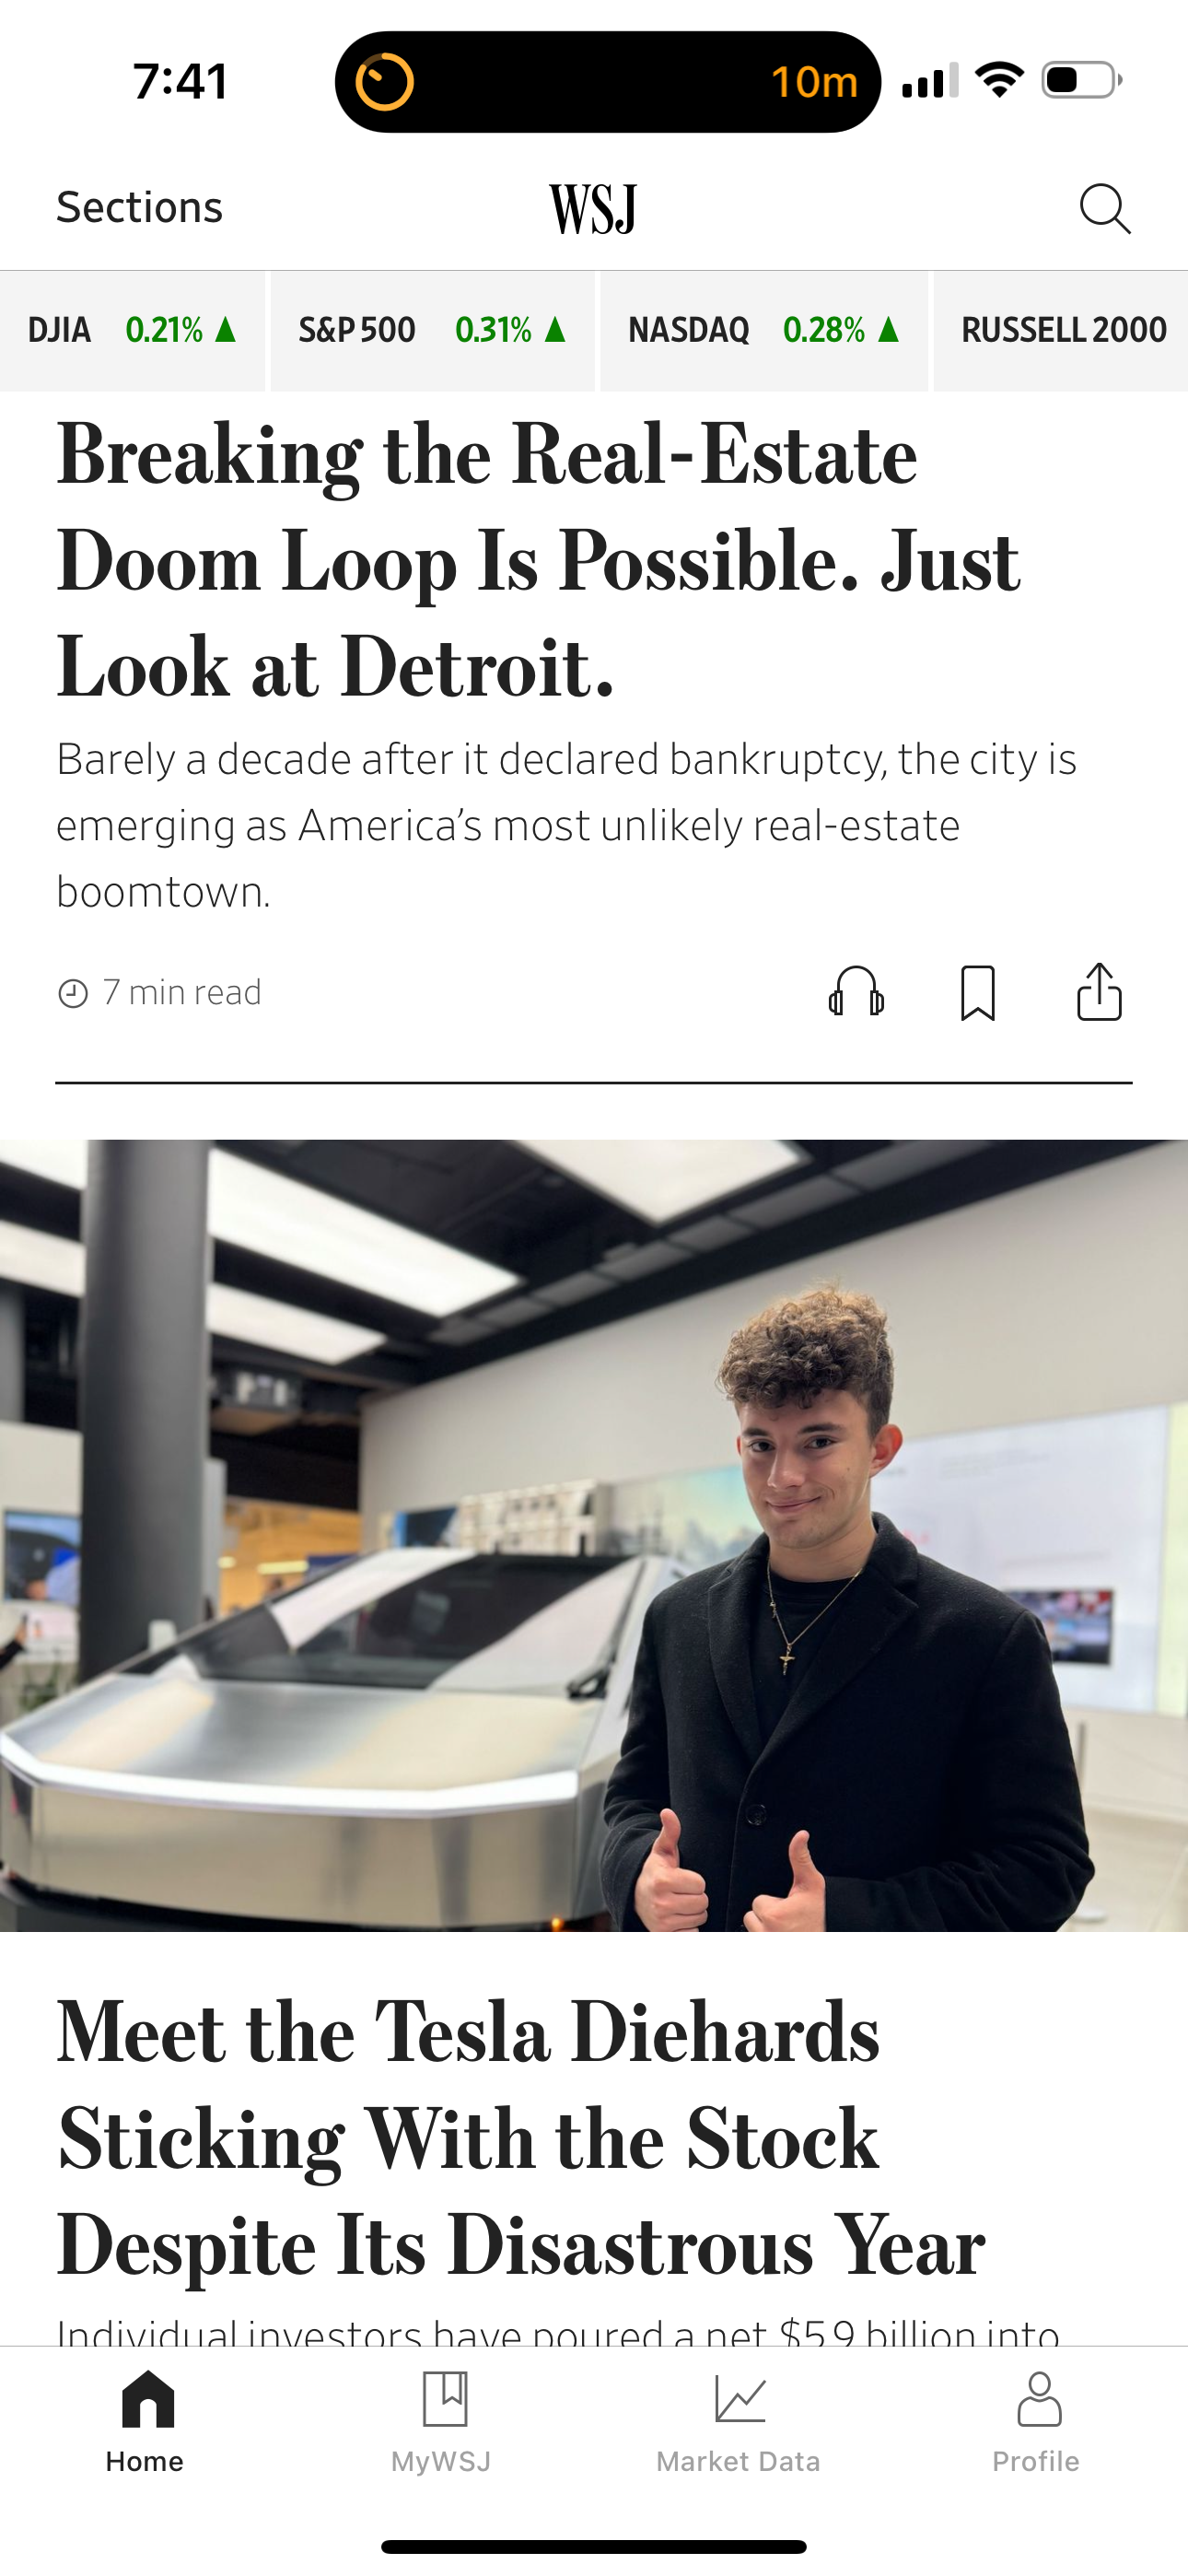 7:41
10m
Sections
WSJ
DJIA 0.21% ▲
S&P 500 0.31% ▲
NASDAQ 0.28% ▲
RUSSELL 2000
Breaking the Real-Estate
Doom Loop Is Possible. Just
Look at Detroit.
Barely a decade after it declared bankruptcy, the city is
emerging as America’s most unlikely real-estate
boomtown.
7 min read
Meet the Tesla Diehards
Sticking With the Stock
Despite Its Disastrous Year
Individual investors have poured a net $5.9 billion into
Home
MyWSJ
Market Data
Profile